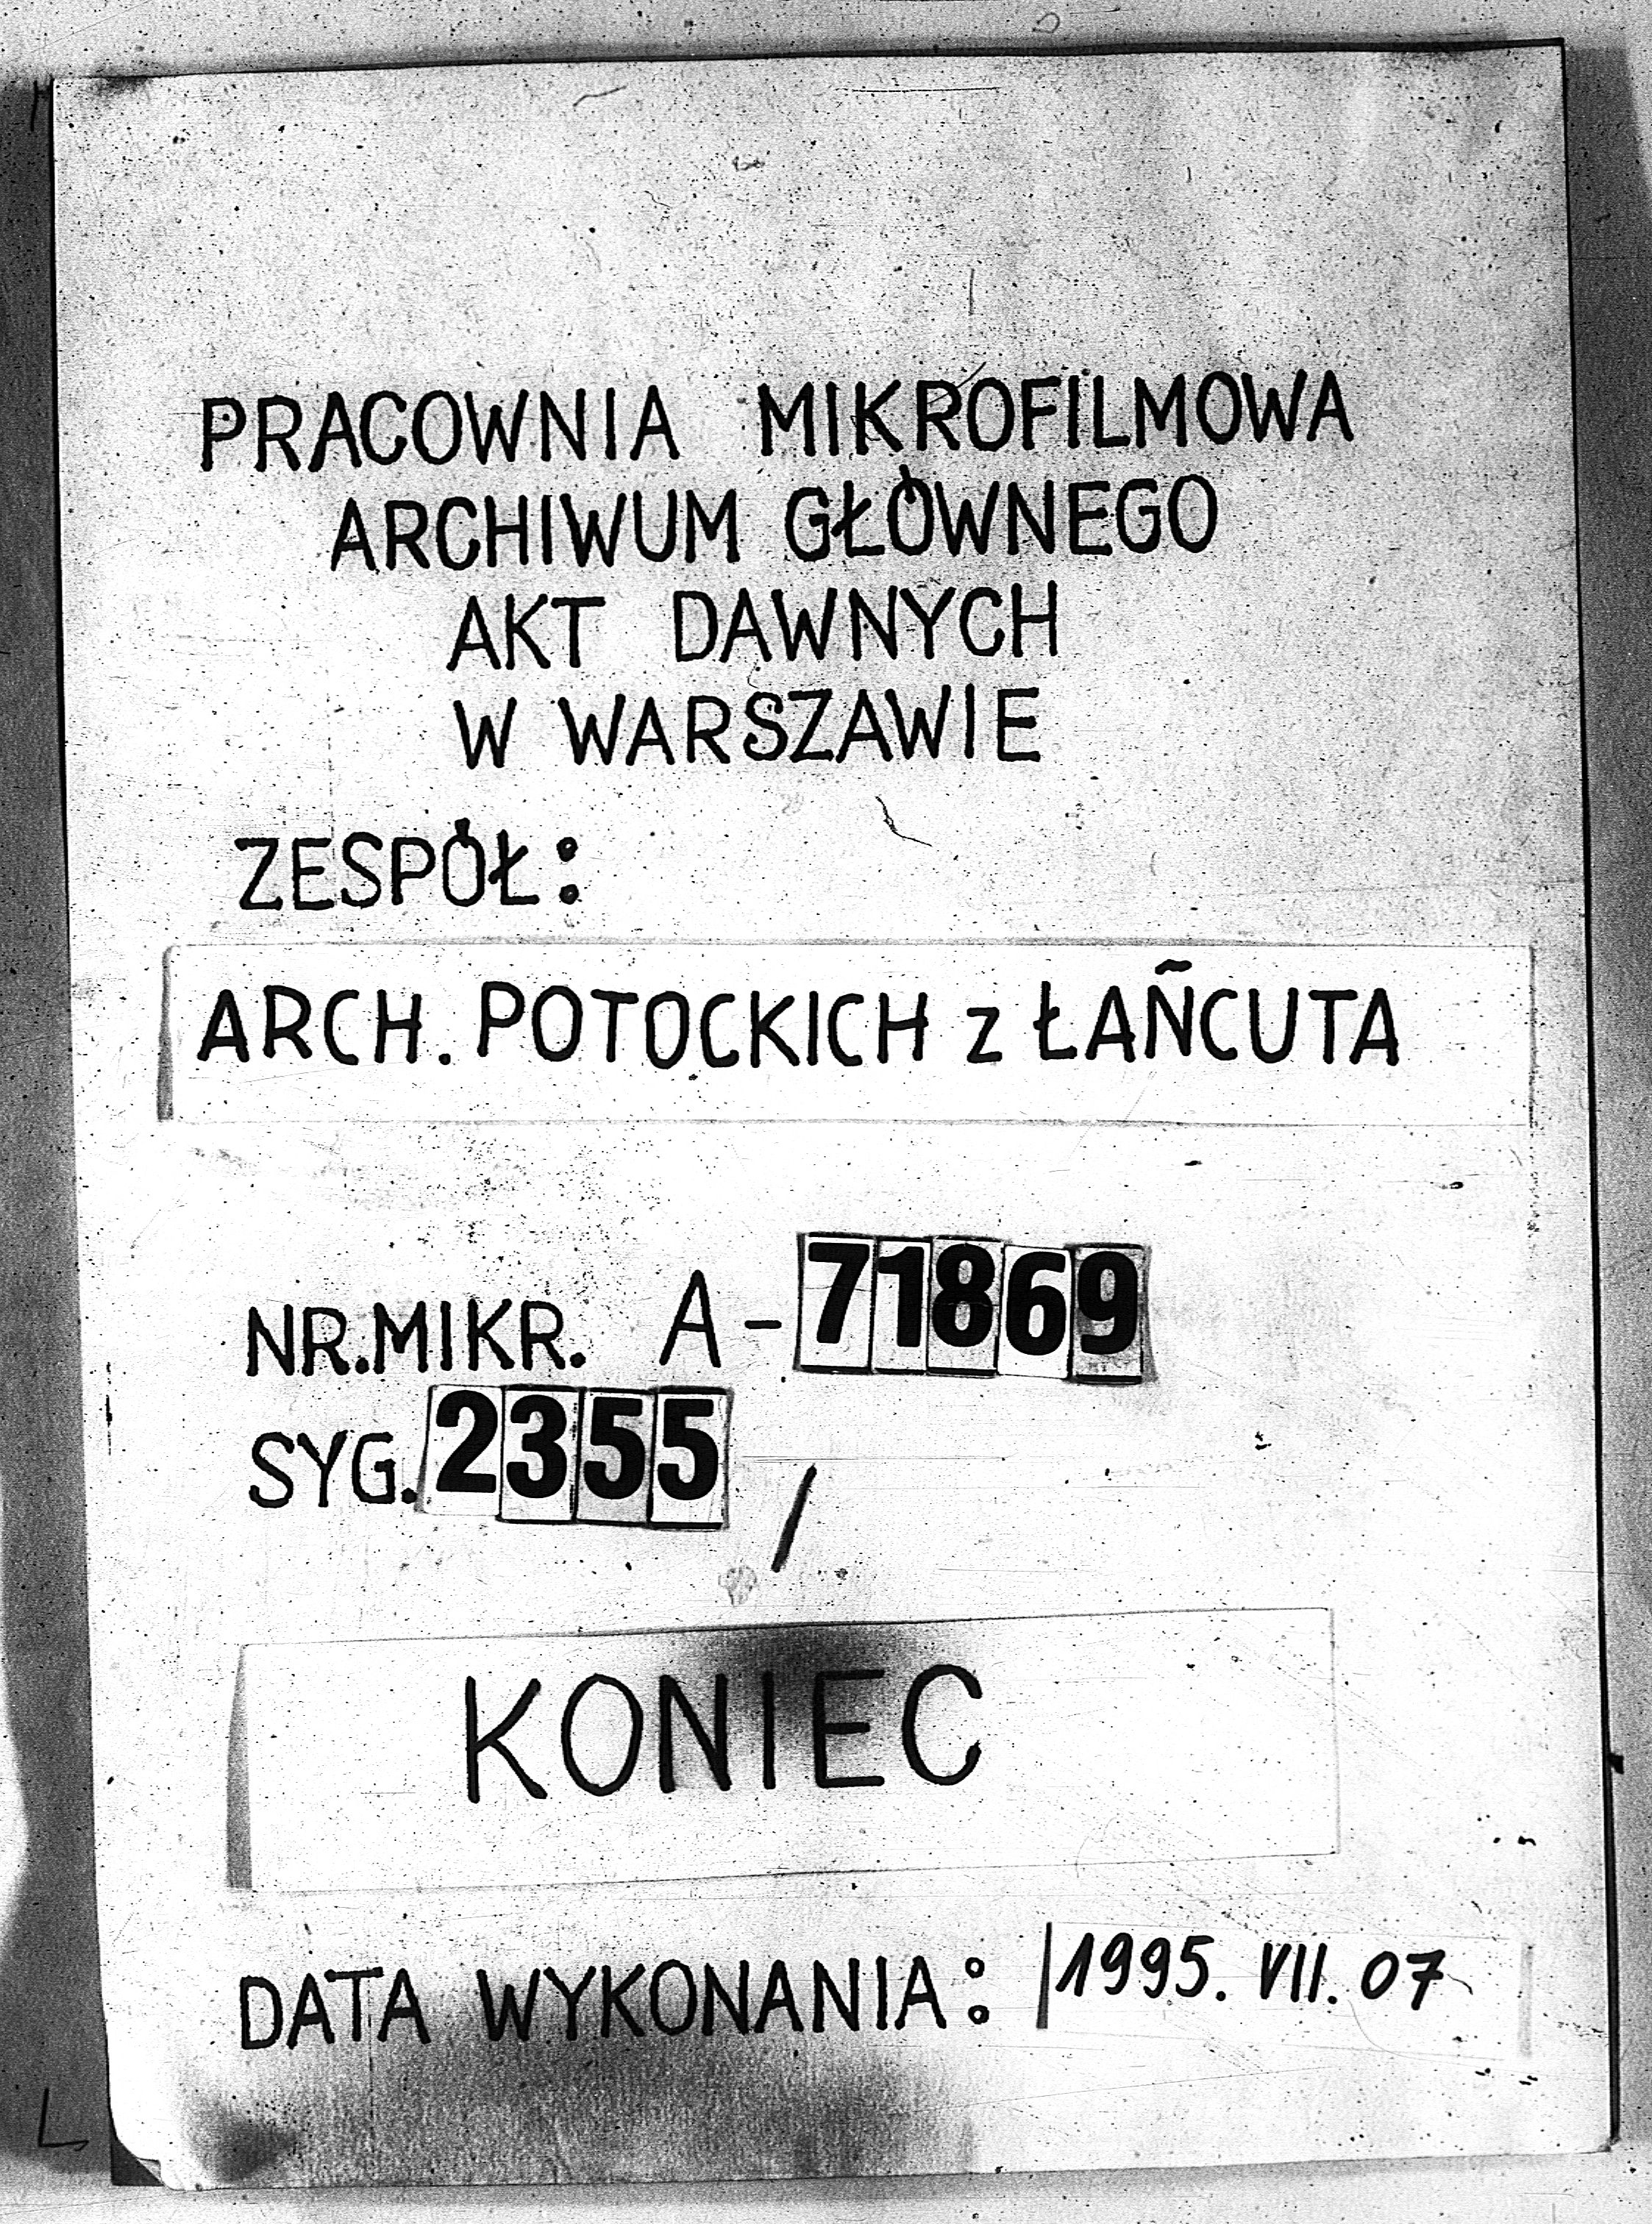 PRACOWNIA MIKROFILMOWA
ARCHIWUM GŁÓWNEGO
AKT DAWNYCH
W WARSZAWIE
ZESPÓŁ:
ARCH. POTOCKICH z ŁAŃCUTA
NR.MIKR. A-71869
SYG.2355 /
KONIEC
DATA WYKONANIA: 1995. VII. 07